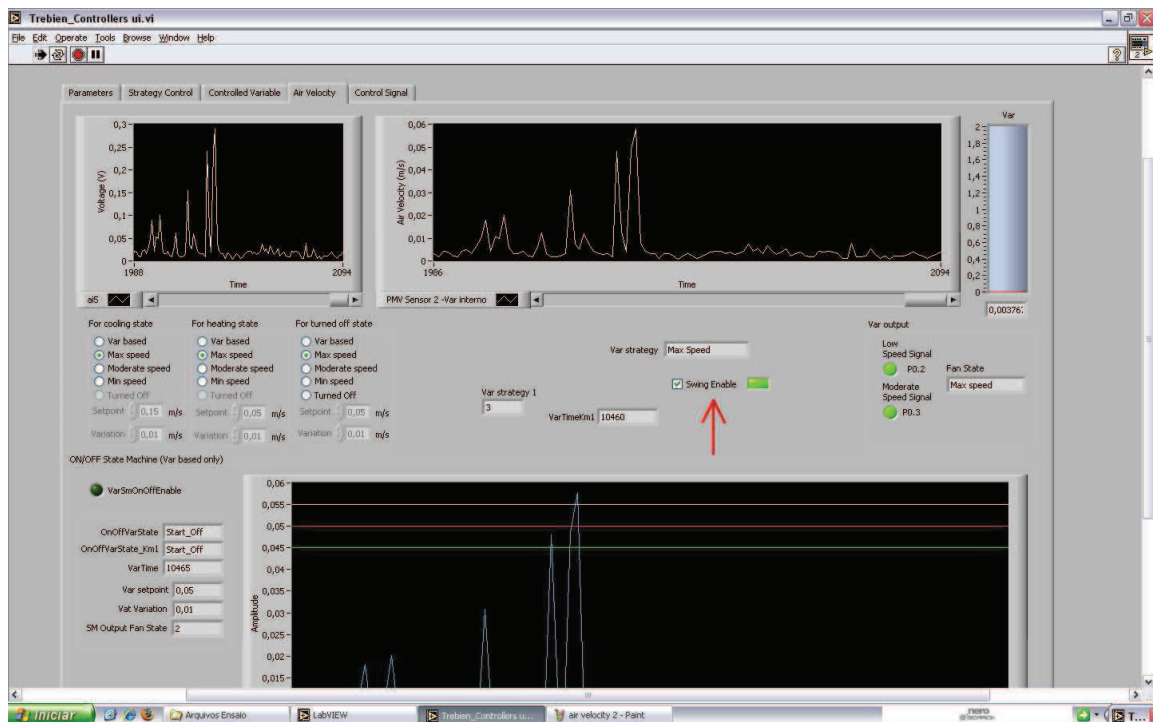 Trebien_Controllers ui.vi
File Edit Operate Tools Browse Window Help
2
Parameters Strategy Control Controlled Variable Air Velocity Control Signal
0,3
0,25
0,2
0,15
0,1
0,05
0
Voltage (V)
1988 2094
Time
ai5
0,06
0,05
0,04
0,03
0,02
0,01
0
Air Velocity (m/s)
1986 2094
Time
PMV Sensor 2 -Var interno
Var
2
1,8
1,6
1,4
1,2
1
0,8
0,6
0,4
0,2
0
For cooling state
Var based
Max speed
Moderate speed
Min speed
Turned Off
Setpoint 0,15 m/s
Variation 0,01 m/s
For heating state
Var based
Max speed
Moderate speed
Min speed
Turned Off
Setpoint 0,05 m/s
Variation 0,01 m/s
For turned off state
Var based
Max speed
Moderate speed
Min speed
Turned Off
Setpoint 0,05 m/s
Variation 0,01 m/s
Var strategy Max Speed
Swing Enable
Var strategy 1
3
VarTimeKm1 10460
Var output
Low
Speed Signal
P0.2
Moderate
Speed Signal
P0.3
Fan State
Max speed
ON/OFF State Machine (Var based only)
VarSmOnOffEnable
OnOffVarState Start_Off
OnOffVarState_Km1 Start_Off
VarTime 10465
Var setpoint 0,05
Vat Variation 0,01
SM Output Fan State 2
0,06
0,055
0,05
0,045
0,04
0,035
0,03
0,025
0,02
0,015
Amplitude
Iniciar Arquivos Ensaio LabVIEW Trebien_Controllers u... air velocity 2 - Paint nero T...